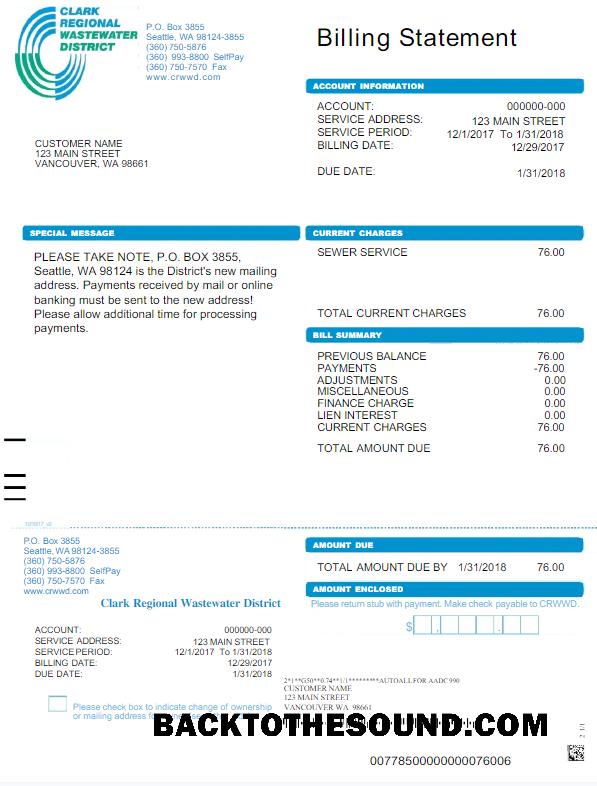 CLARK
REGIONAL
WASTEWATER
DISTRICT
P.O. Box 3855
Seattle, WA 98124-3855
(360) 750-5876
(360) 993-8800 SelfPay
(360) 750-7570 Fax
www.crwwd.com
Billing Statement
ACCOUNT INFORMATION
ACCOUNT: 000000-000
SERVICE ADDRESS: 123 MAIN STREET
SERVICE PERIOD: 12/1/2017 To 1/31/2018
BILLING DATE: 12/29/2017
DUE DATE: 1/31/2018
CUSTOMER NAME
123 MAIN STREET
VANCOUVER, WA 98661
SPECIAL MESSAGE
PLEASE TAKE NOTE, P.O. BOX 3855,
Seattle, WA 98124 is the District's new mailing
address. Payments received by mail or online
banking must be sent to the new address!
Please allow additional time for processing
payments.
CURRENT CHARGES
SEWER SERVICE 76.00
TOTAL CURRENT CHARGES 76.00
BILL SUMMARY
PREVIOUS BALANCE 76.00
PAYMENTS -76.00
ADJUSTMENTS 0.00
MISCELLANEOUS 0.00
FINANCE CHARGE 0.00
LIEN INTEREST 0.00
CURRENT CHARGES 76.00
TOTAL AMOUNT DUE 76.00
P.O. Box 3855
Seattle, WA 98124-3855
(360) 750-5876
(360) 993-8800 SelfPay
(360) 750-7570 Fax
www.crwwd.com
Clark Regional Wastewater District
ACCOUNT: 000000-000
SERVICE ADDRESS: 123 MAIN STREET
SERVICE PERIOD: 12/1/2017 To 1/31/2018
BILLING DATE: 12/29/2017
DUE DATE: 1/31/2018
AMOUNT DUE
TOTAL AMOUNT DUE BY 1/31/2018 76.00
AMOUNT ENCLOSED
Please return stub with payment. Make check payable to CRWWD.
$ , .
2*1**G50**0.74**1/1*********AUTOALL FOR AADC 990
CUSTOMER NAME
123 MAIN STREET
VANCOUVER WA 98661
Please check box to indicate change of ownership
or mailing address
BACKTOTHESOUND.COM
2 1/1
00778500000000076006